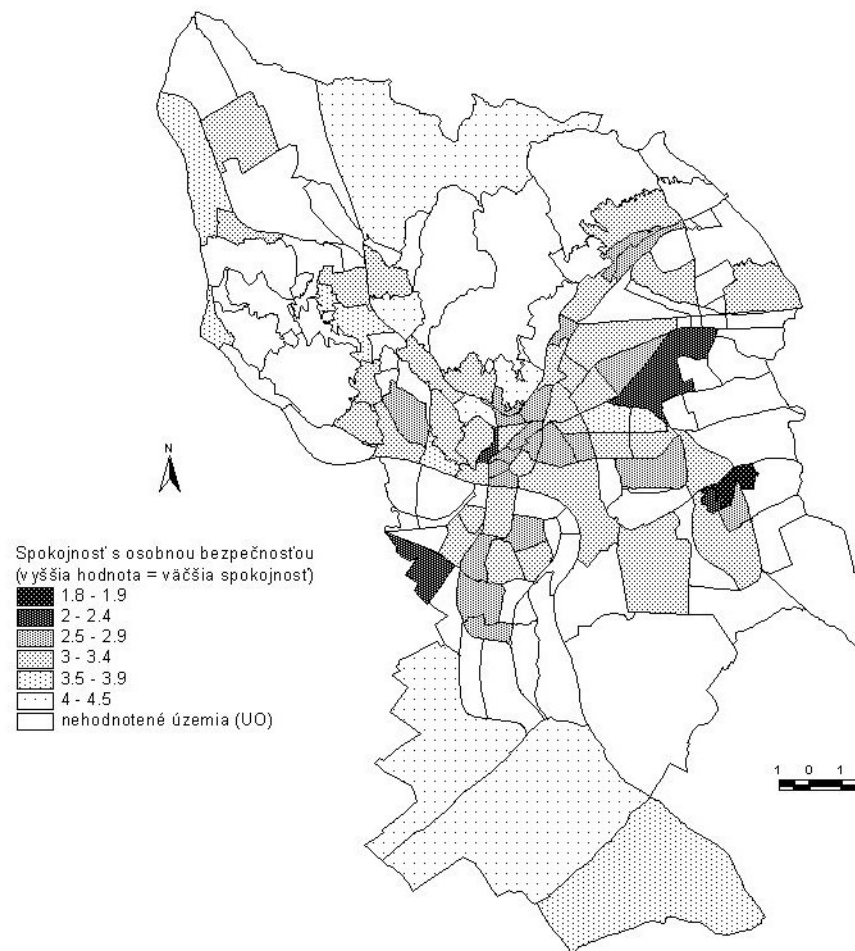 N
Spokojnosť s osobnou bezpečnosťou
(vyššia hodnota = väčšia spokojnosť)
1.8 - 1.9
2 - 2.4
2.5 - 2.9
3 - 3.4
3.5 - 3.9
4 - 4.5
nehodnotené územia (UO)
1 0 1